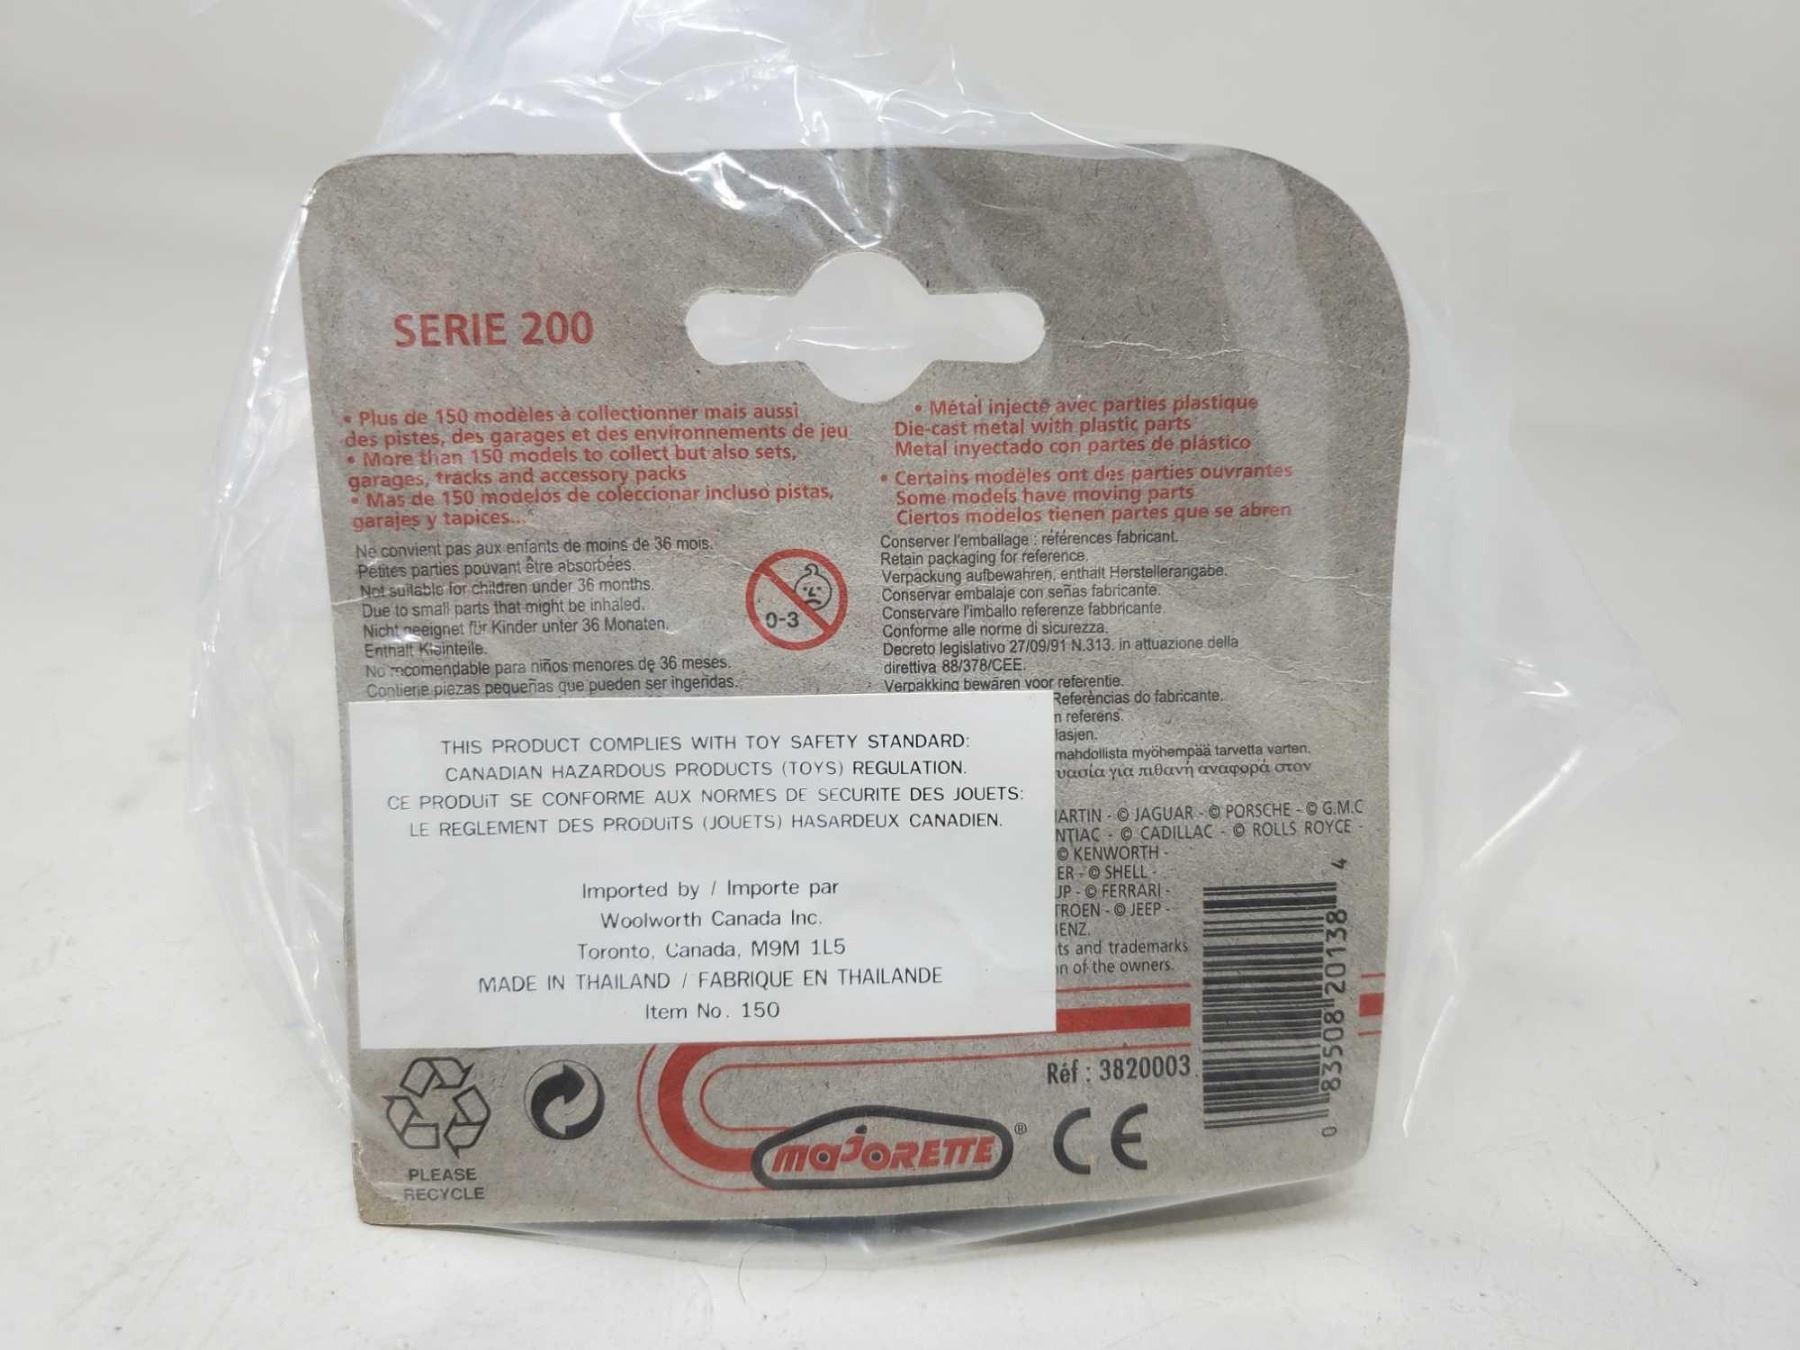 SERIE 200
• Plus de 150 modèles à collectionner mais aussi
des pistes, des garages et des environnements de jeu
• More than 150 models to collect but also sets,
garages, tracks and accessory packs
• Mas de 150 modelos de coleccionar incluso pistas,
garajes y tapices...
Ne convient pas aux enfants de moins de 36 mois.
Petites parties pouvant être absorbées.
Not suitable for children under 36 months.
Due to small parts that might be inhaled.
Nicht geeignet für Kinder unter 36 Monaten.
Enthalt Kleinteile.
No recomendable para niños menores de 36 meses.
Contiene piezas pequeñas que pueden ser ingeridas.
0-3
• Métal injecté avec parties plastique
Die-cast metal with plastic parts
Metal inyectado con partes de plástico
• Certains modèles ont des parties ouvrantes
Some models have moving parts
Ciertos modelos tienen partes que se abren
Conserver l'emballage : références fabricant.
Retain packaging for reference.
Verpackung aufbewahren, enthalt Herstellerangabe.
Conservar embalaje con señas fabricante.
Conservare l'imballo referenze fabbricante.
Conforme alle norme di sicurezza.
Decreto legislativo 27/09/91 N.313. in attuazione della
direttiva 88/378/CEE.
Verpakking bewaren voor referentie.
Referências do fabricante.
referens.
mahdollista myöhempää tarvetta varten.
για πιθανή αναφορά στον
© JAGUAR - © PORSCHE - © G.M.C
© CADILLAC - © ROLLS ROYCE -
© KENWORTH -
© SHELL -
© FERRARI -
© JEEP -
and trademarks
of the owners.
THIS PRODUCT COMPLIES WITH TOY SAFETY STANDARD:
CANADIAN HAZARDOUS PRODUCTS (TOYS) REGULATION.
CE PRODUIT SE CONFORME AUX NORMES DE SECURITE DES JOUETS:
LE REGLEMENT DES PRODUITS (JOUETS) HASARDEUX CANADIEN.
Imported by / Importe par
Woolworth Canada Inc.
Toronto, Canada, M9M 1L5
MADE IN THAILAND / FABRIQUE EN THAILANDE
Item No. 150
PLEASE
RECYCLE
MAJORETTE ®
Réf : 3820003
CE
0 83508 20138 4